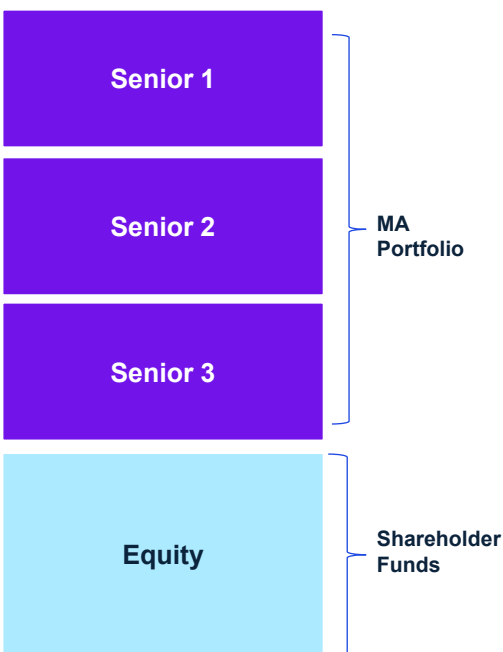 Senior 1
Senior 2
MA
Portfolio
Senior 3
Equity
Shareholder
Funds